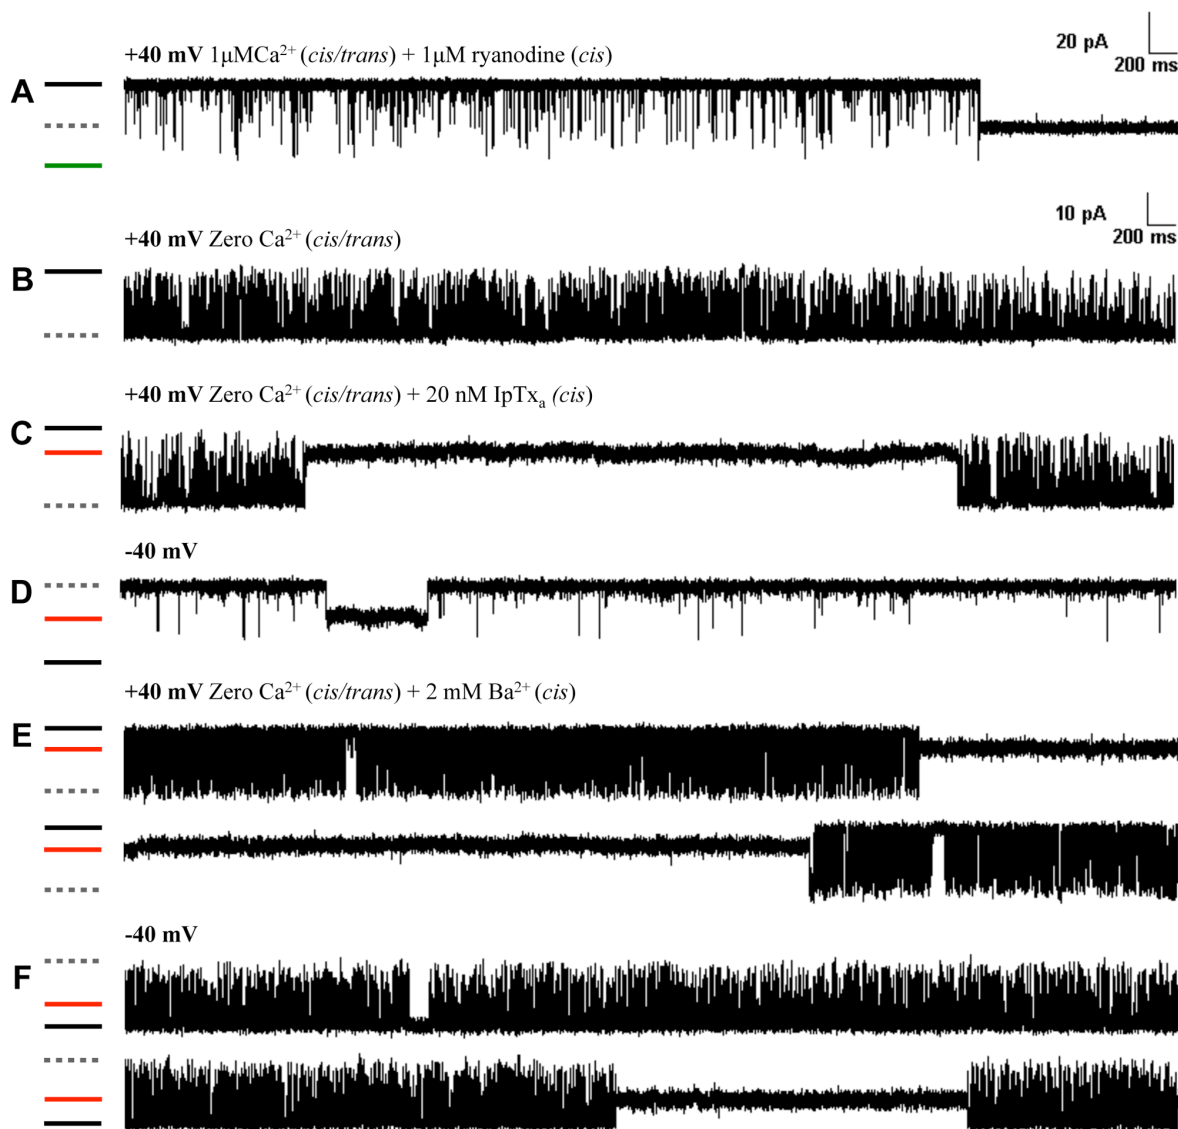 +40 mV 1μMCa²⁺ (cis/trans) + 1μM ryanodine (cis)
20 pA
200 ms
A
10 pA
200 ms
+40 mV Zero Ca²⁺ (cis/trans)
B
+40 mV Zero Ca²⁺ (cis/trans) + 20 nM IpTxₐ (cis)
C
-40 mV
D
+40 mV Zero Ca²⁺ (cis/trans) + 2 mM Ba²⁺ (cis)
E
-40 mV
F